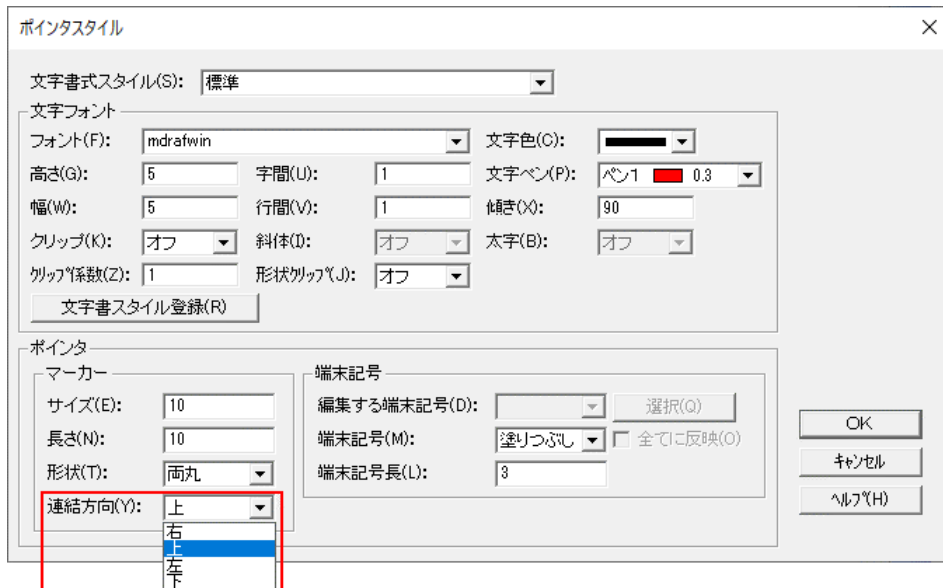 ポインタスタイル
文字書式スタイル(S): 標準
文字フォント
フォント(F): mdrafwin 文字色(C):
高さ(G): 5 字間(U): 1 文字ペン(P): ペン1 0.3
幅(W): 5 行間(V): 1 傾き(X): 90
クリップ(K): オフ 斜体(I): オフ 太字(B): オフ
クリップ係数(Z): 1 形状クリップ(J): オフ
文字書スタイル登録(R)
ポインタ
マーカー 端末記号
サイズ(E): 10 編集する端末記号(D): 選択(Q)
長さ(N): 10 端末記号(M): 塗りつぶし 全てに反映(O)
形状(T): 両丸 端末記号長(L): 3
連結方向(Y): 上
右
上
左
下
OK
キャンセル
ヘルプ(H)